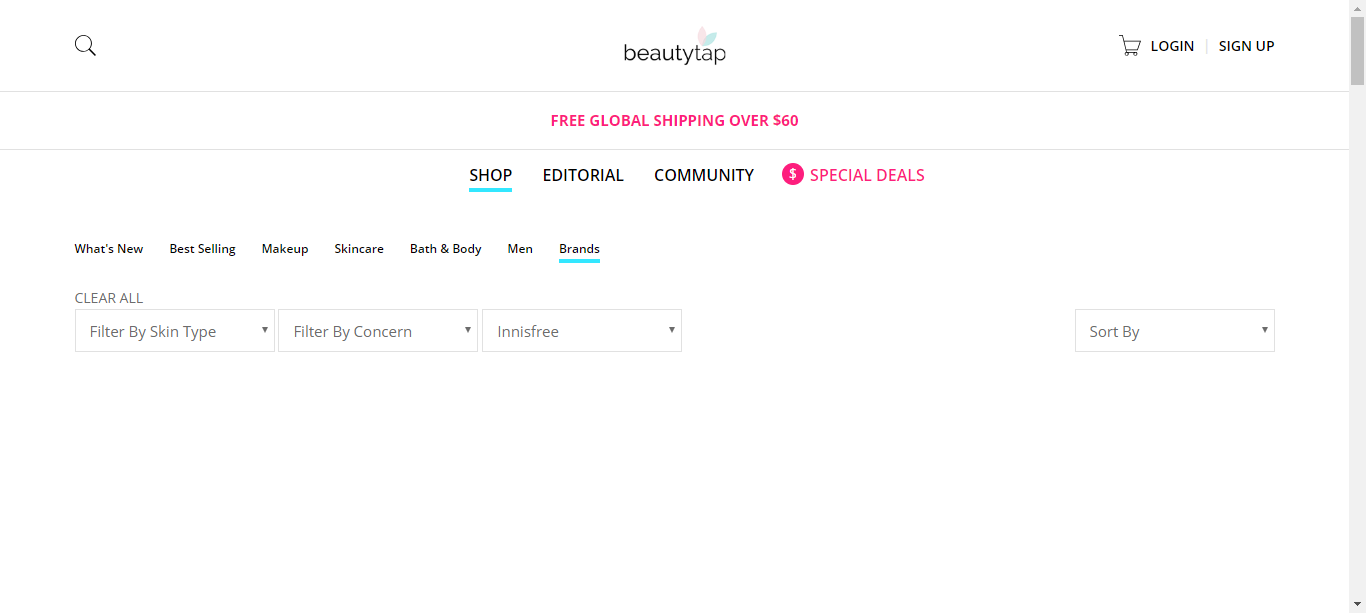 beautytap
LOGIN
SIGN UP
FREE GLOBAL SHIPPING OVER $60
SHOP
EDITORIAL
COMMUNITY
$ SPECIAL DEALS
What's New
Best Selling
Makeup
Skincare
Bath & Body
Men
Brands
CLEAR ALL
Filter By Skin Type
Filter By Concern
Innisfree
Sort By